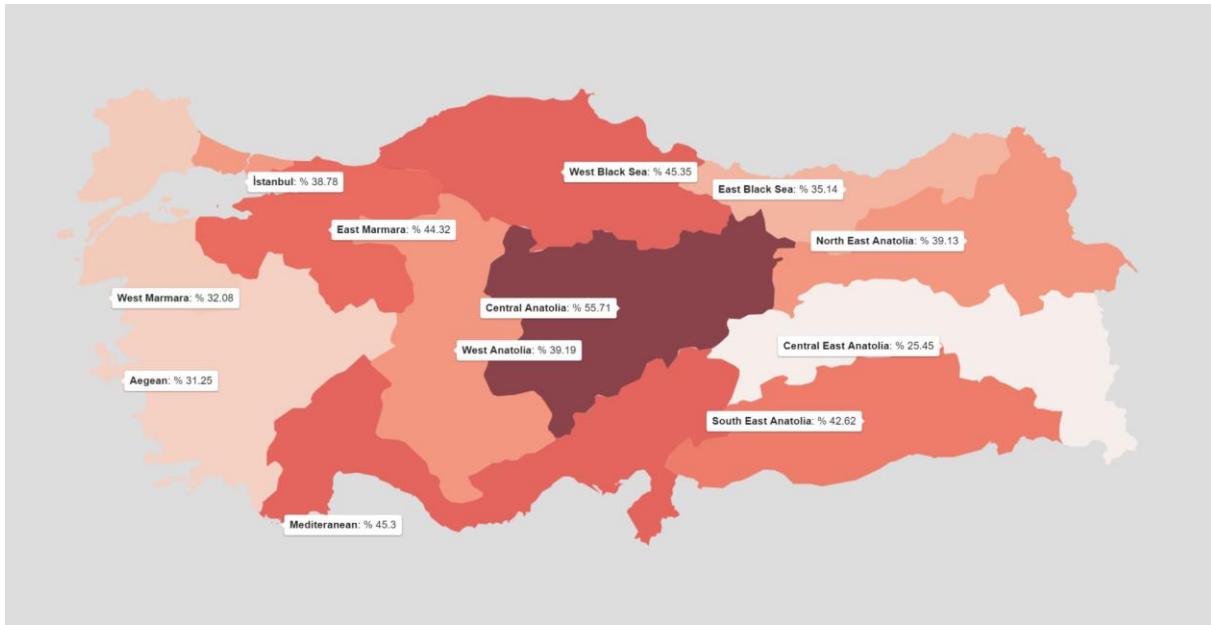 West Black Sea: % 45.35
İstanbul: % 38.78
East Black Sea: % 35.14
East Marmara: % 44.32
North East Anatolia: % 39.13
West Marmara: % 32.08
Central Anatolia: % 55.71
Central East Anatolia: % 25.45
West Anatolia: % 39.19
Aegean: % 31.25
South East Anatolia: % 42.62
Mediteranean: % 45.3